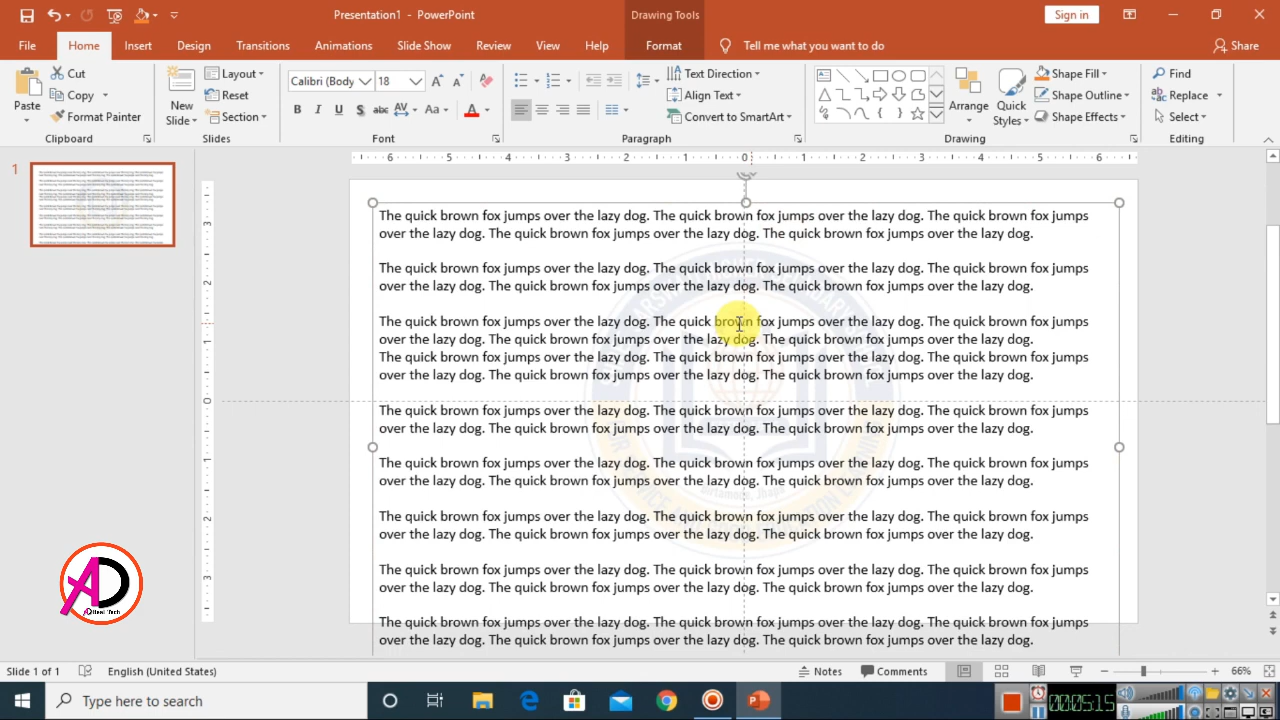 Presentation1 - PowerPoint
Drawing Tools
Sign in
File Home Insert Design Transitions Animations Slide Show Review View Help Format Tell me what you want to do Share
Paste
Cut
Copy
Format Painter
Clipboard
New Slide
Layout
Reset
Section
Slides
Calibri (Body 18
Font
Text Direction
Align Text
Convert to SmartArt
Paragraph
Arrange
Quick Styles
Shape Fill
Shape Outline
Shape Effects
Drawing
Find
Replace
Select
Editing
1
6 5 4 3 2 1 0 1 2 3 4 5 6
3 2 1 0 1 2 3
The quick brown fox jumps over the lazy dog. The quick brown fox jumps over the lazy dog. The quick brown fox jumps
over the lazy dog. The quick brown fox jumps over the lazy dog. The quick brown fox jumps over the lazy dog.
The quick brown fox jumps over the lazy dog. The quick brown fox jumps over the lazy dog. The quick brown fox jumps
over the lazy dog. The quick brown fox jumps over the lazy dog. The quick brown fox jumps over the lazy dog.
The quick brown fox jumps over the lazy dog. The quick brown fox jumps over the lazy dog. The quick brown fox jumps
over the lazy dog. The quick brown fox jumps over the lazy dog. The quick brown fox jumps over the lazy dog.
The quick brown fox jumps over the lazy dog. The quick brown fox jumps over the lazy dog. The quick brown fox jumps
over the lazy dog. The quick brown fox jumps over the lazy dog. The quick brown fox jumps over the lazy dog.
The quick brown fox jumps over the lazy dog. The quick brown fox jumps over the lazy dog. The quick brown fox jumps
over the lazy dog. The quick brown fox jumps over the lazy dog. The quick brown fox jumps over the lazy dog.
The quick brown fox jumps over the lazy dog. The quick brown fox jumps over the lazy dog. The quick brown fox jumps
over the lazy dog. The quick brown fox jumps over the lazy dog. The quick brown fox jumps over the lazy dog.
The quick brown fox jumps over the lazy dog. The quick brown fox jumps over the lazy dog. The quick brown fox jumps
over the lazy dog. The quick brown fox jumps over the lazy dog. The quick brown fox jumps over the lazy dog.
The quick brown fox jumps over the lazy dog. The quick brown fox jumps over the lazy dog. The quick brown fox jumps
over the lazy dog. The quick brown fox jumps over the lazy dog. The quick brown fox jumps over the lazy dog.
The quick brown fox jumps over the lazy dog. The quick brown fox jumps over the lazy dog. The quick brown fox jumps
over the lazy dog. The quick brown fox jumps over the lazy dog. The quick brown fox jumps over the lazy dog.
Slide 1 of 1 English (United States) Notes Comments 66%
Type here to search
00:05:15